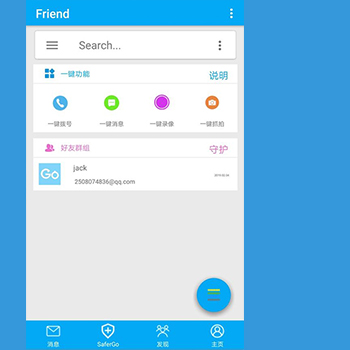 Friend
Search...
一键功能
说明
一键拨号 一键消息 一键录像 一键抓拍
好友群组
守护
Go
jack
2508074836@qq.com
消息 SaferGo 发现 主页